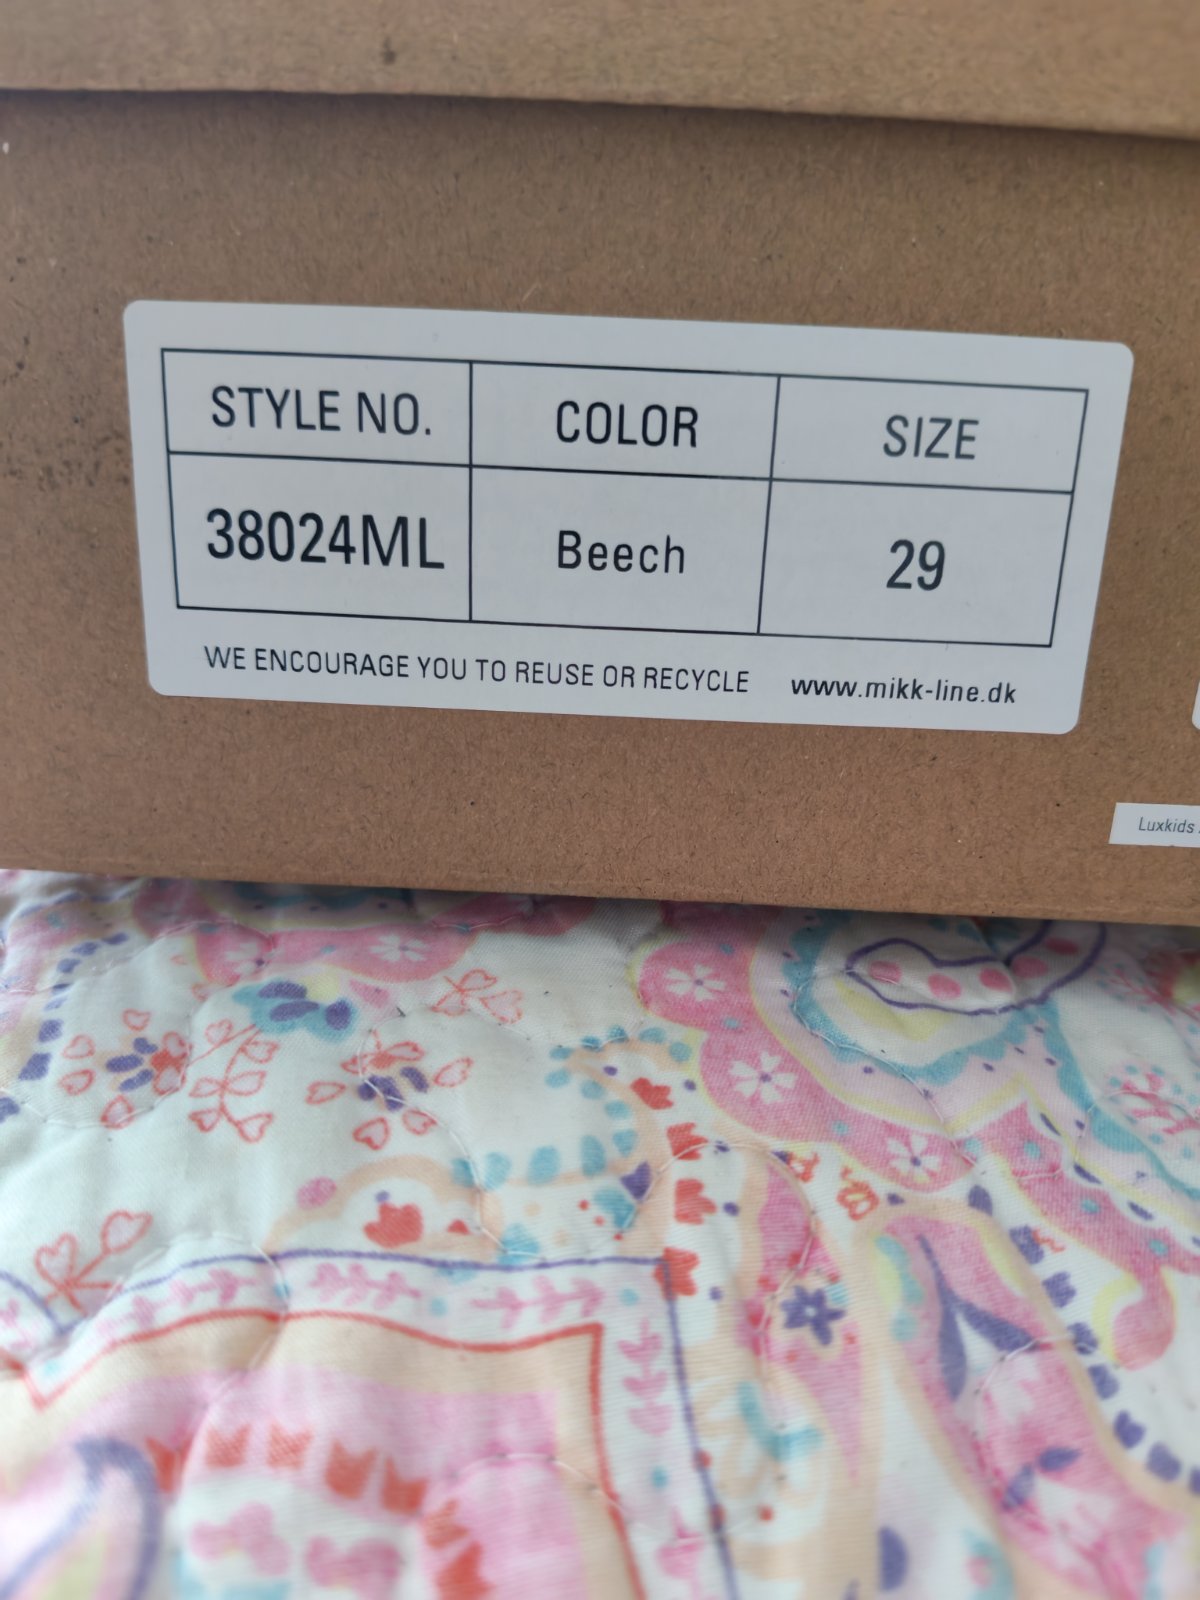 STYLE NO. COLOR SIZE
38024ML Beech 29
WE ENCOURAGE YOU TO REUSE OR RECYCLE www.mikk-line.dk
Luxkids